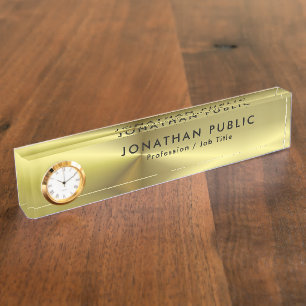 JONATHAN PUBLIC
Profession / Job Title